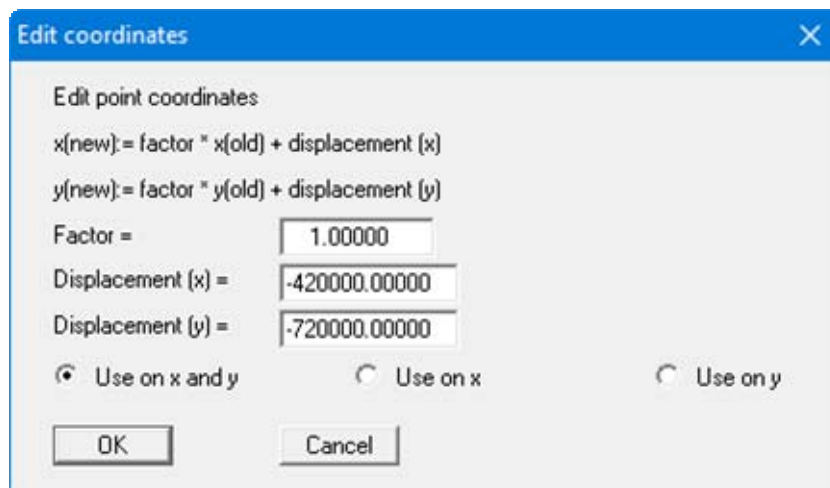 Edit coordinates
Edit point coordinates
x(new):= factor * x(old) + displacement (x)
y(new):= factor * y(old) + displacement (y)
Factor = 1.00000
Displacement (x) = -420000.00000
Displacement (y) = -720000.00000
Use on x and y Use on x Use on y
OK Cancel